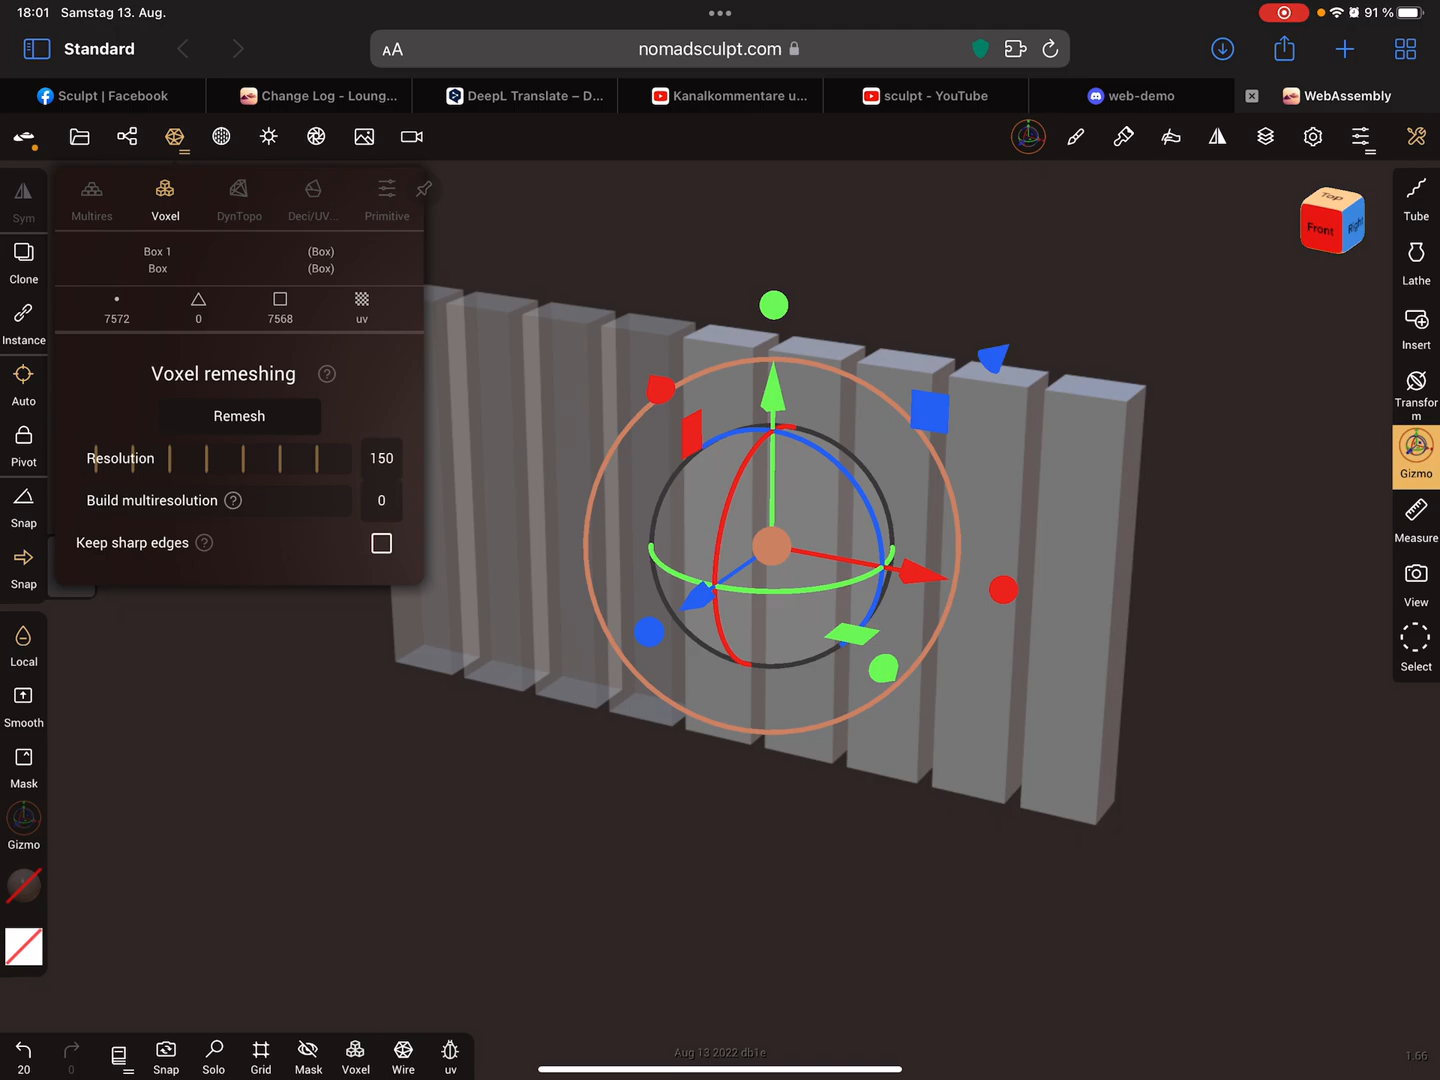 18:01 Samstag 13. Aug.
91 %
Standard
AA
nomadsculpt.com
Sculpt | Facebook
Change Log - Loung...
DeepL Translate – D...
Kanalkommentare u...
sculpt - YouTube
web-demo
WebAssembly
Sym
Clone
Instance
Auto
Pivot
Snap
Snap
Local
Smooth
Mask
Gizmo
Multires
Voxel
DynTopo
Deci/UV...
Primitive
Box 1
(Box)
Box
(Box)
7572
0
7568
uv
Voxel remeshing ?
Remesh
Resolution
150
Build multiresolution ?
0
Keep sharp edges ?
Top
Front
Right
Tube
Lathe
Insert
Transfor
m
Gizmo
Measure
View
Select
20
0
Snap
Solo
Grid
Mask
Voxel
Wire
uv
Aug 13 2022 db1e
1.66